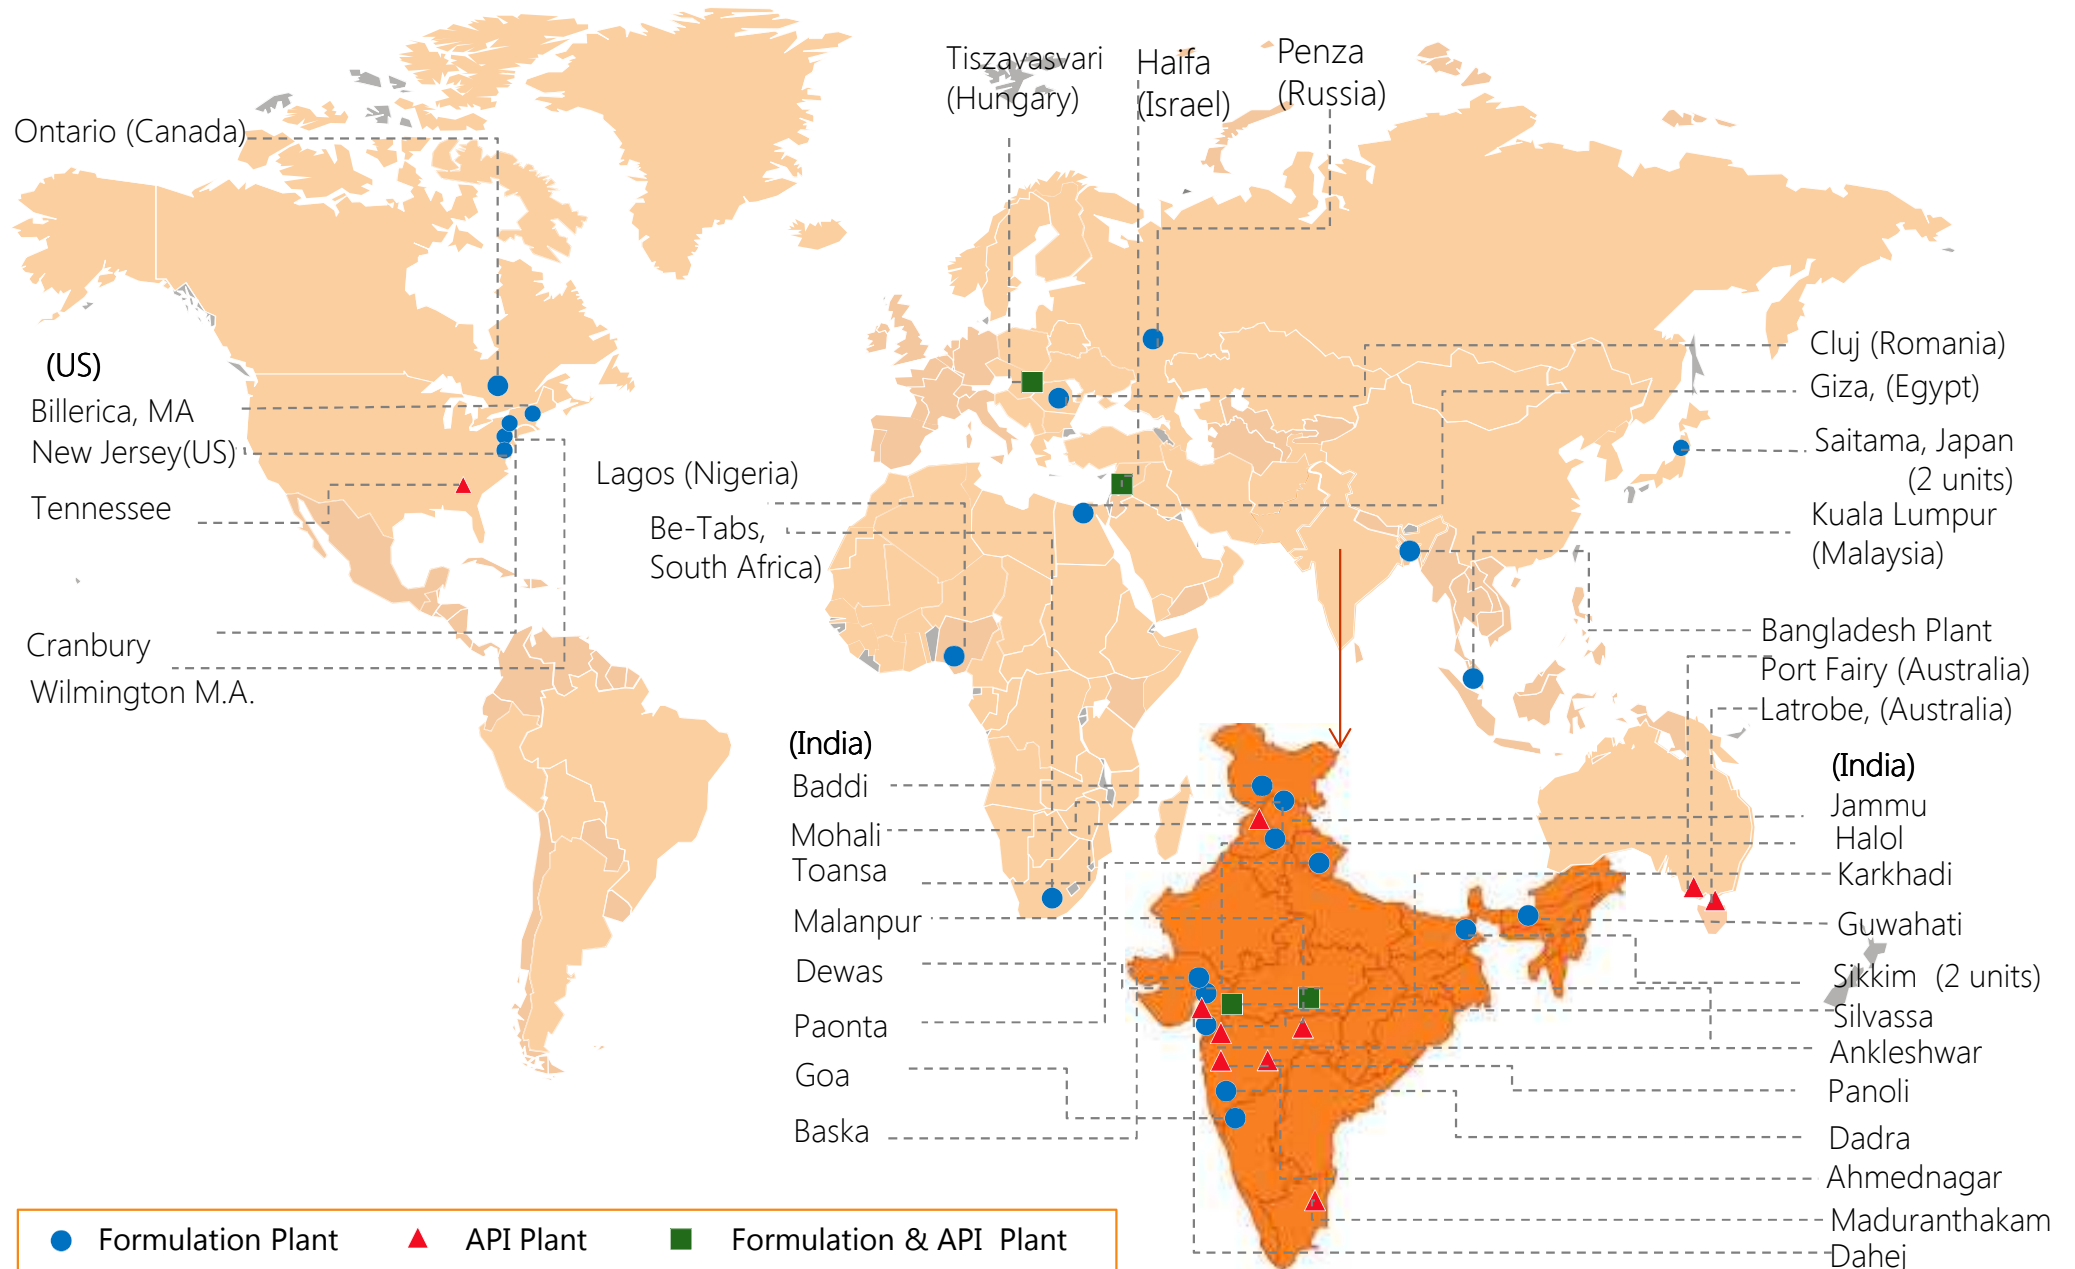 Ontario (Canada)
Tiszavasvari
(Hungary)
Haifa
(Israel)
Penza
(Russia)
(US)
Billerica, MA
New Jersey(US)
Tennessee
Cranbury
Wilmington M.A.
Lagos (Nigeria)
Be-Tabs,
South Africa)
Cluj (Romania)
Giza, (Egypt)
Saitama, Japan
(2 units)
Kuala Lumpur
(Malaysia)
Bangladesh Plant
Port Fairy (Australia)
Latrobe, (Australia)
(India)
Baddi
Mohali
Toansa
Malanpur
Dewas
Paonta
Goa
Baska
(India)
Jammu
Halol
Karkhadi
Guwahati
Sikkim (2 units)
Silvassa
Ankleshwar
Panoli
Dadra
Ahmednagar
Maduranthakam
Dahej
Formulation Plant
API Plant
Formulation & API Plant